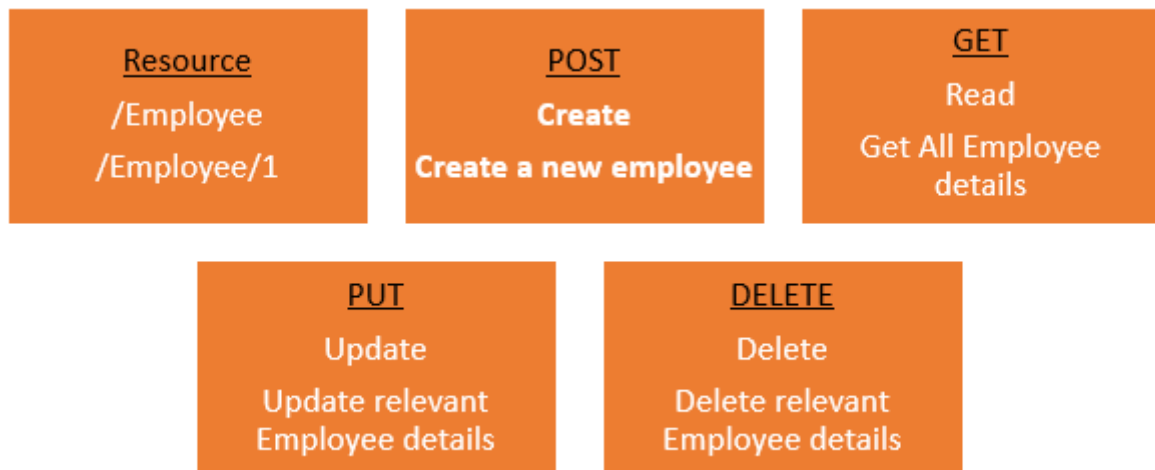 Resource
/Employee
/Employee/1
POST
Create
Create a new employee
GET
Read
Get All Employee
details
PUT
Update
Update relevant
Employee details
DELETE
Delete
Delete relevant
Employee details